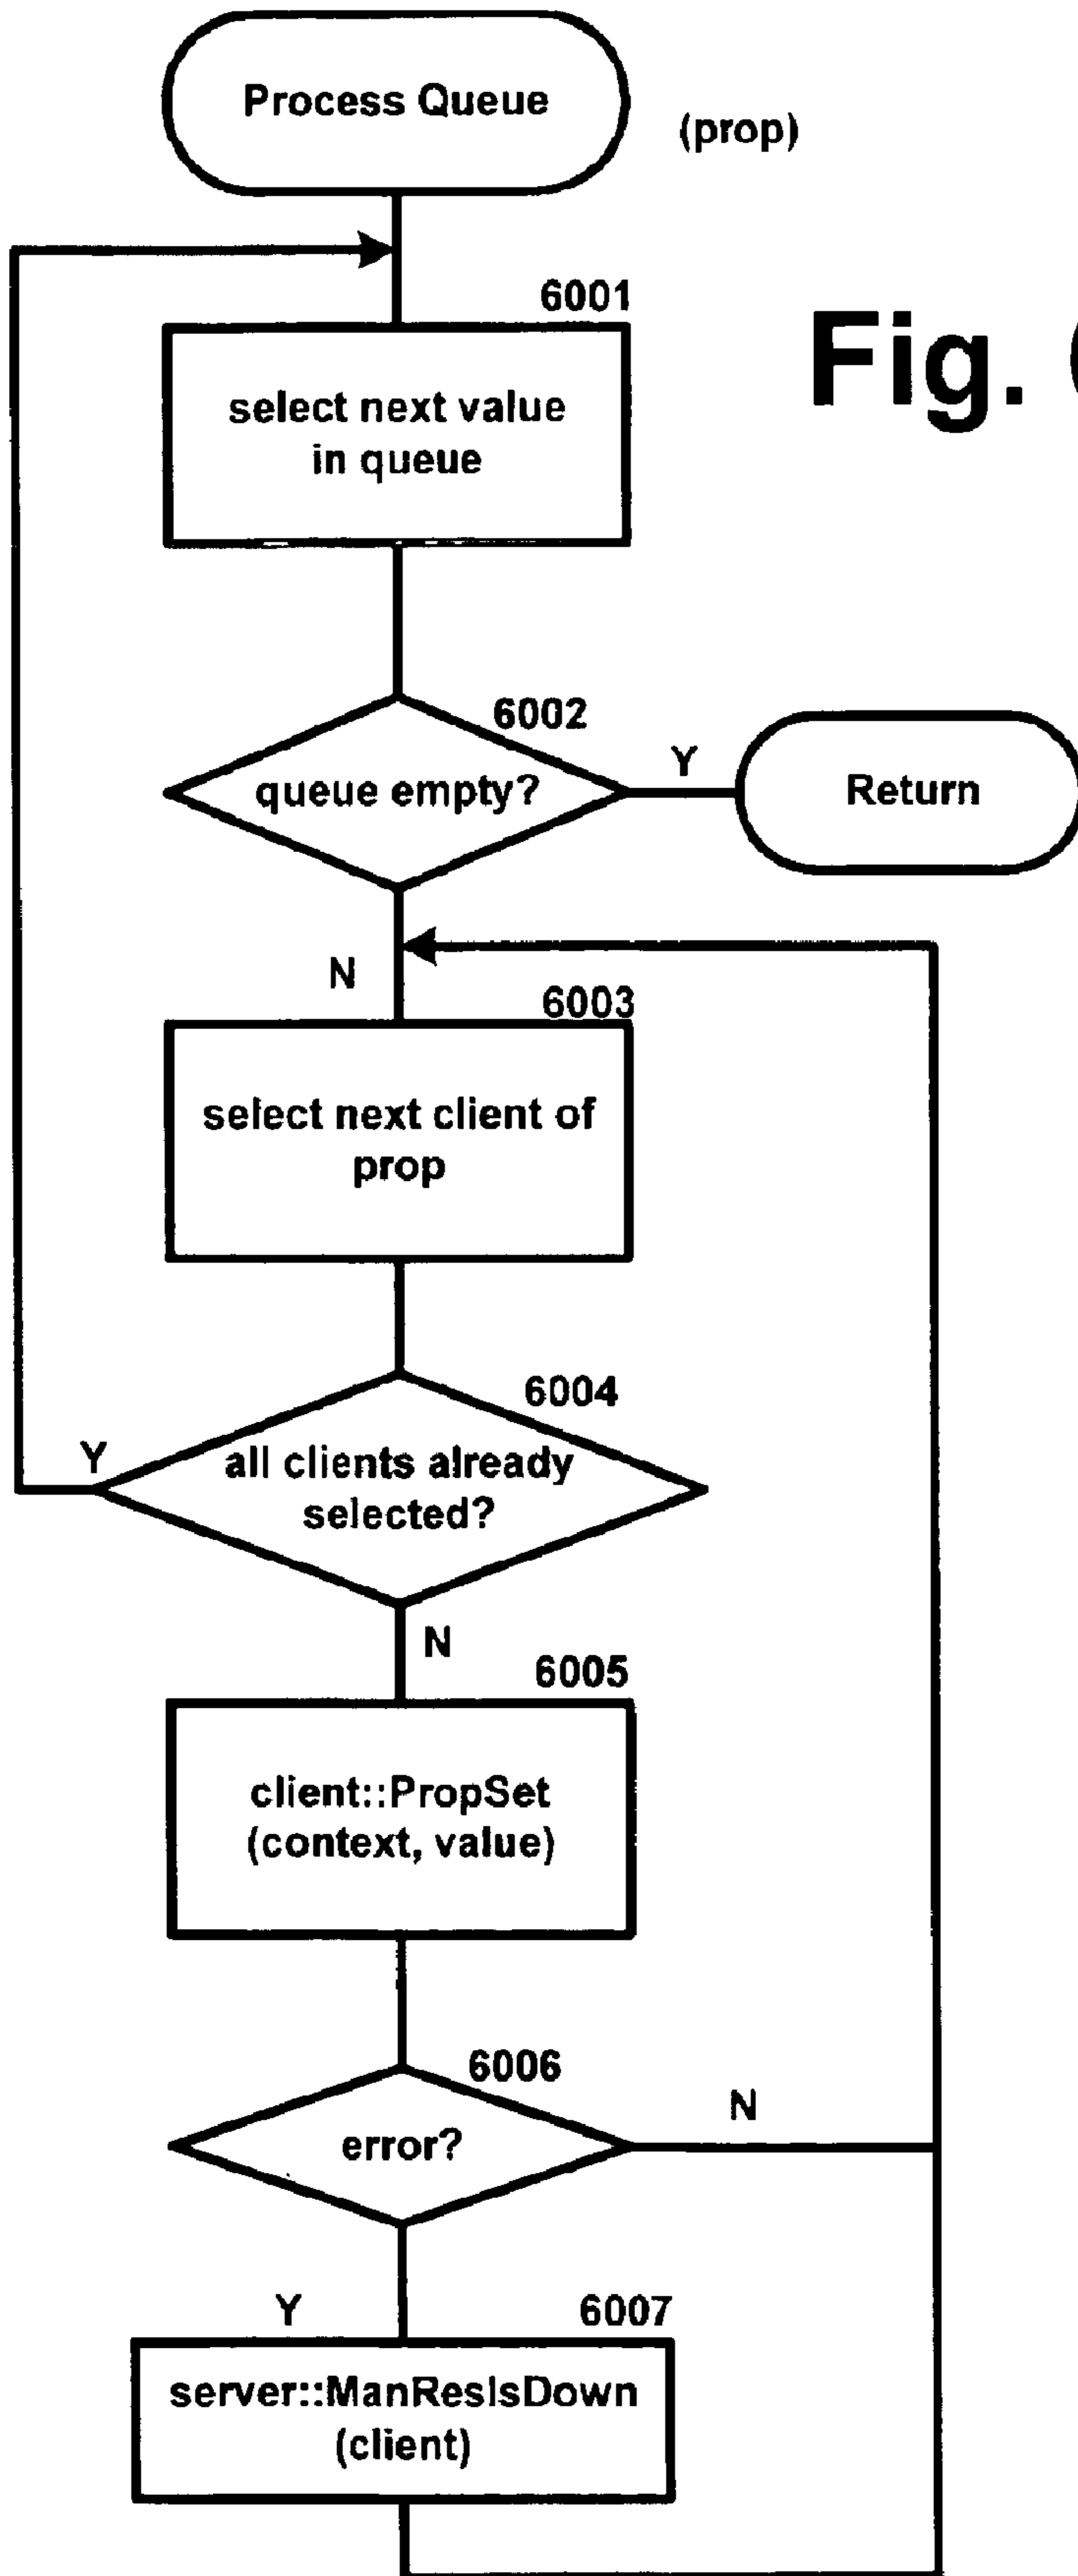 Process Queue
(prop)
6001
Fig.
select next value
in queue
6002
queue empty?
Y
Return
N
6003
select next client of
prop
6004
Y
all clients already
selected?
N
6005
client::PropSet
(context, value)
6006
error?
N
Y
6007
server::ManResIsDown
(client)